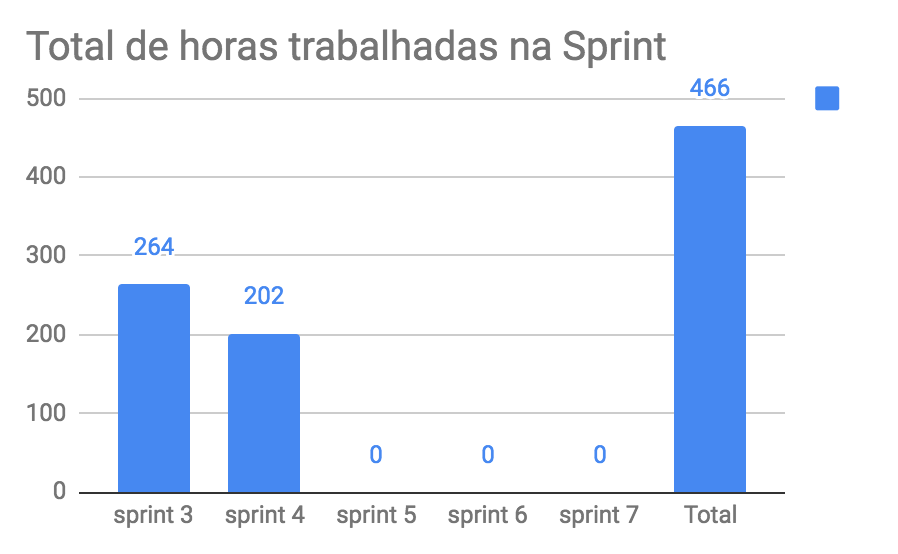 Total de horas trabalhadas na Sprint
500
400
300
200
100
0
264
202
0
0
0
466
sprint 3
sprint 4
sprint 5
sprint 6
sprint 7
Total